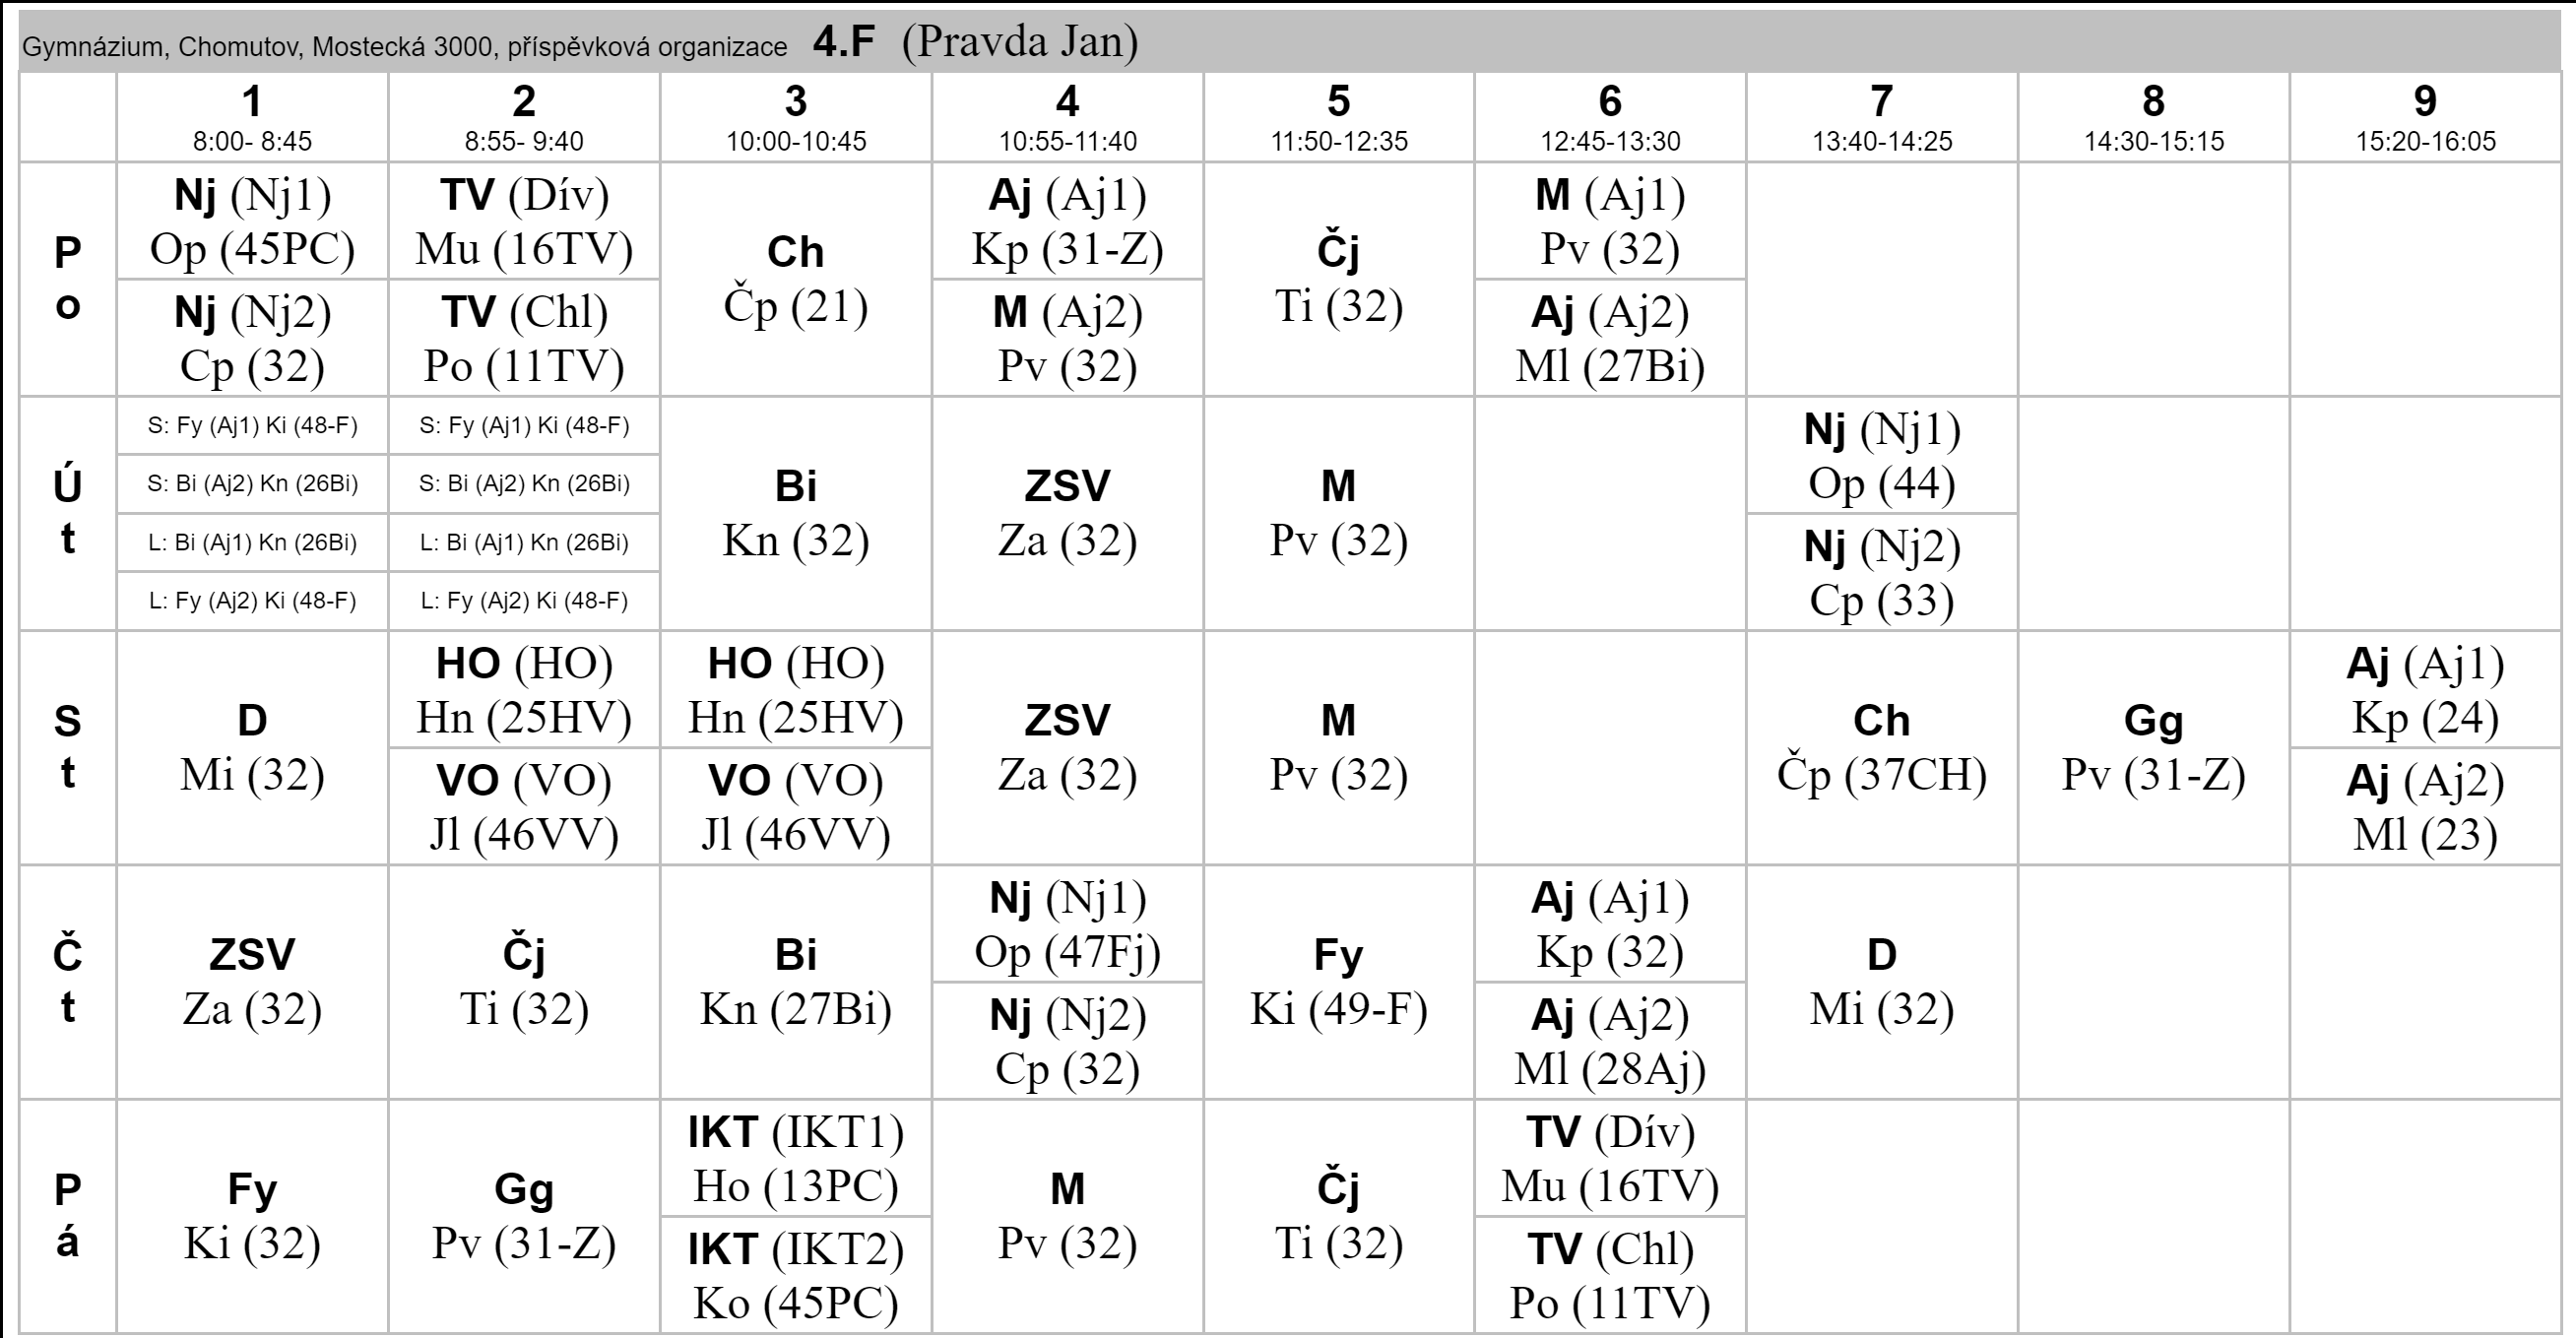 Gymnázium, Chomutov, Mostecká 3000, příspěvková organizace 4.F (Pravda Jan)
1 2 3 4 5 6 7 8 9
8:00- 8:45 8:55- 9:40 10:00-10:45 10:55-11:40 11:50-12:35 12:45-13:30 13:40-14:25 14:30-15:15 15:20-16:05
Po
Nj (Nj1)
Op (45PC)
Nj (Nj2)
Cp (32)
TV (Dív)
Mu (16TV)
TV (Chl)
Po (11TV)
Ch
Čp (21)
Aj (Aj1)
Kp (31-Z)
M (Aj2)
Pv (32)
Čj
Ti (32)
M (Aj1)
Pv (32)
Aj (Aj2)
Ml (27Bi)
Út
S: Fy (Aj1) Ki (48-F)
S: Bi (Aj2) Kn (26Bi)
L: Bi (Aj1) Kn (26Bi)
L: Fy (Aj2) Ki (48-F)
S: Fy (Aj1) Ki (48-F)
S: Bi (Aj2) Kn (26Bi)
L: Bi (Aj1) Kn (26Bi)
L: Fy (Aj2) Ki (48-F)
Bi
Kn (32)
ZSV
Za (32)
M
Pv (32)
Nj (Nj1)
Op (44)
Nj (Nj2)
Cp (33)
St
D
Mi (32)
HO (HO)
Hn (25HV)
VO (VO)
Jl (46VV)
HO (HO)
Hn (25HV)
VO (VO)
Jl (46VV)
ZSV
Za (32)
M
Pv (32)
Ch
Čp (37CH)
Gg
Pv (31-Z)
Aj (Aj1)
Kp (24)
Aj (Aj2)
Ml (23)
Čt
ZSV
Za (32)
Čj
Ti (32)
Bi
Kn (27Bi)
Nj (Nj1)
Op (47Fj)
Nj (Nj2)
Cp (32)
Fy
Ki (49-F)
Aj (Aj1)
Kp (32)
Aj (Aj2)
Ml (28Aj)
D
Mi (32)
Pá
Fy
Ki (32)
Gg
Pv (31-Z)
IKT (IKT1)
Ho (13PC)
IKT (IKT2)
Ko (45PC)
M
Pv (32)
Čj
Ti (32)
TV (Dív)
Mu (16TV)
TV (Chl)
Po (11TV)